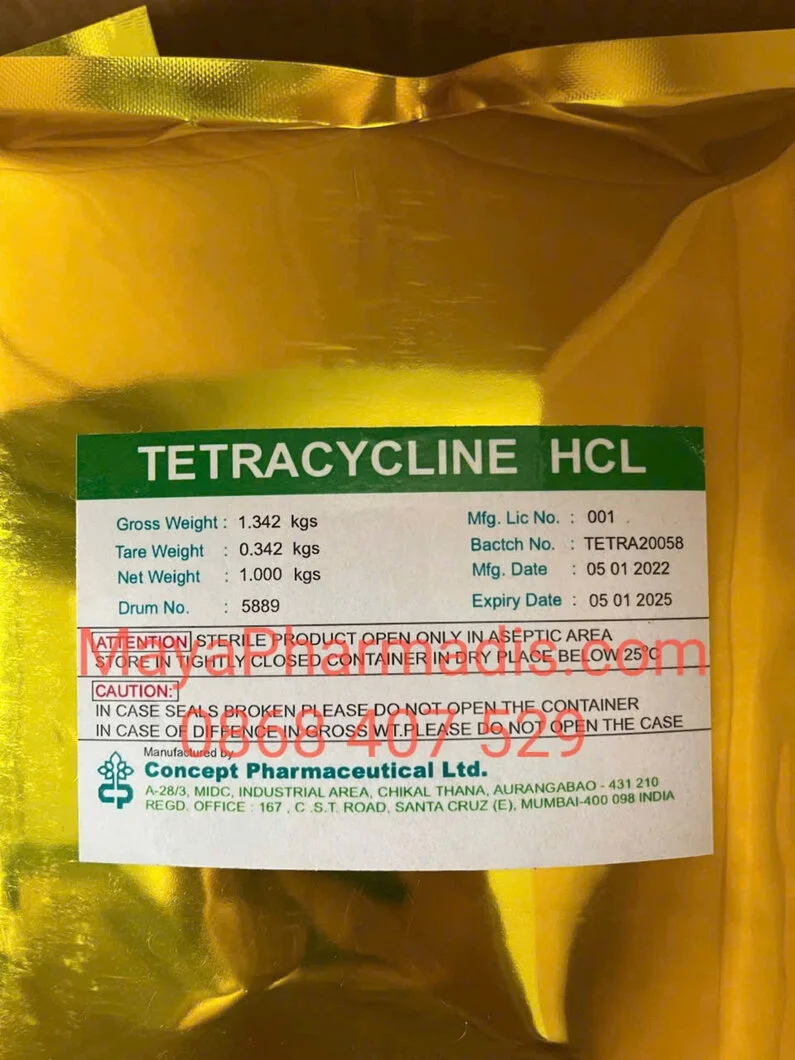 TETRACYCLINE HCL
Gross Weight : 1.342 kgs
Tare Weight : 0.342 kgs
Net Weight : 1.000 kgs
Drum No. : 5889
Mfg. Lic No. : 001
Bactch No. : TETRA20058
Mfg. Date : 05 01 2022
Expiry Date : 05 01 2025
ATTENTION STERILE PRODUCT OPEN ONLY IN ASEPTIC AREA
STORE IN TIGHTLY CLOSED CONTAINER IN DRY PLACE BELOW 25°C
MayaPharmadis.com
CAUTION:
IN CASE SEALS BROKEN PLEASE DO NOT OPEN THE CONTAINER
IN CASE OF DIFFENCE IN GROSS WT.PLEASE DO NOT OPEN THE CASE
0868 407 529
Manufactured by
Concept Pharmaceutical Ltd.
A-28/3, MIDC, INDUSTRIAL AREA, CHIKAL THANA, AURANGABAO - 431 210
REGD. OFFICE : 167 , C .S.T. ROAD, SANTA CRUZ (E), MUMBAI-400 098 INDIA